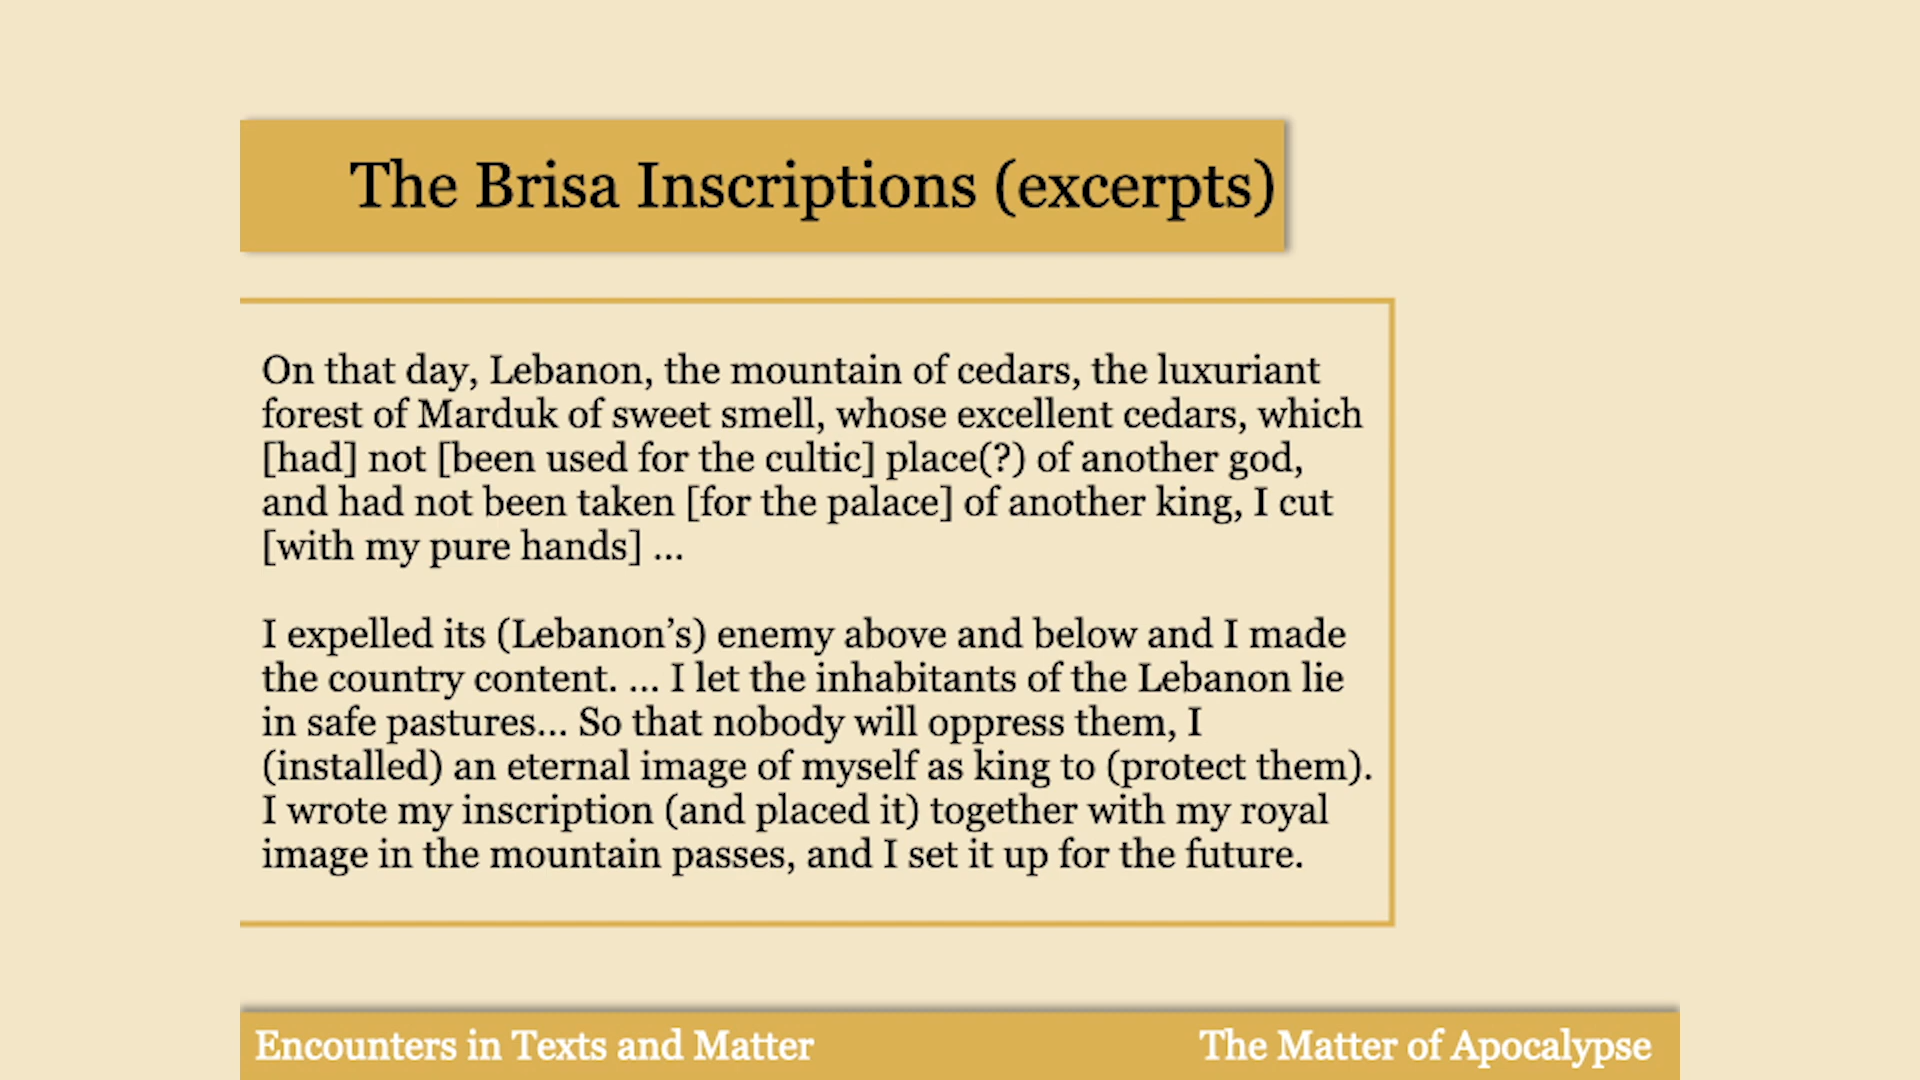 The Brisa Inscriptions (excerpts)
On that day, Lebanon, the mountain of cedars, the luxuriant
forest of Marduk of sweet smell, whose excellent cedars, which
[had] not [been used for the cultic] place(?) of another god,
and had not been taken [for the palace] of another king, I cut
[with my pure hands] ...
I expelled its (Lebanon’s) enemy above and below and I made
the country content. ... I let the inhabitants of the Lebanon lie
in safe pastures... So that nobody will oppress them, I
(installed) an eternal image of myself as king to (protect them).
I wrote my inscription (and placed it) together with my royal
image in the mountain passes, and I set it up for the future.
Encounters in Texts and Matter
The Matter of Apocalypse